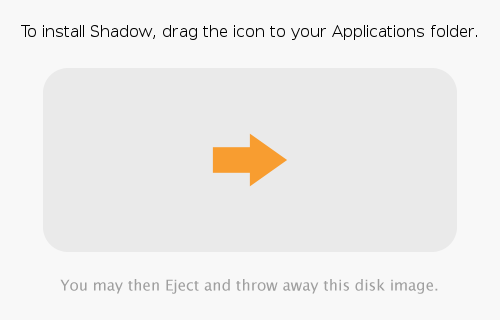 To install Shadow, drag the icon to your Applications folder.
You may then Eject and throw away this disk image.